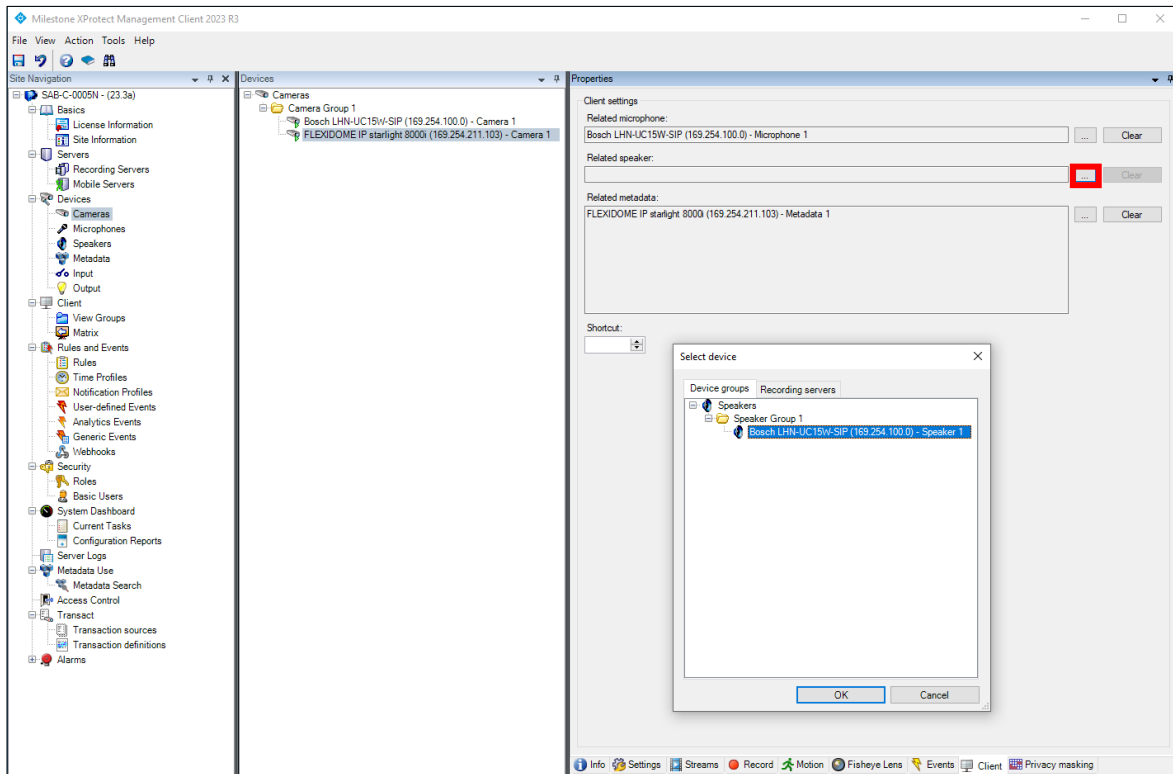 Milestone XProtect Management Client 2023 R3
File View Action Tools Help
Site Navigation
SAB-C-0005N - (23.3a)
Basics
License Information
Site Information
Servers
Recording Servers
Mobile Servers
Devices
Cameras
Microphones
Speakers
Metadata
Input
Output
Client
View Groups
Matrix
Rules and Events
Rules
Time Profiles
Notification Profiles
User-defined Events
Analytics Events
Generic Events
Webhooks
Security
Roles
Basic Users
System Dashboard
Current Tasks
Configuration Reports
Server Logs
Metadata Use
Metadata Search
Access Control
Transact
Transaction sources
Transaction definitions
Alarms
Devices
Cameras
Camera Group 1
Bosch LHN-UC15W-SIP (169.254.100.0) - Camera 1
FLEXIDOME IP starlight 8000i (169.254.211.103) - Camera 1
Properties
Client settings
Related microphone:
Bosch LHN-UC15W-SIP (169.254.100.0) - Microphone 1 ... Clear
Related speaker:
... Clear
Related metadata:
FLEXIDOME IP starlight 8000i (169.254.211.103) - Metadata 1 ... Clear
Shortcut:
Select device
Device groups Recording servers
Speakers
Speaker Group 1
Bosch LHN-UC15W-SIP (169.254.100.0) - Speaker 1
OK Cancel
Info Settings Streams Record Motion Fisheye Lens Events Client Privacy masking